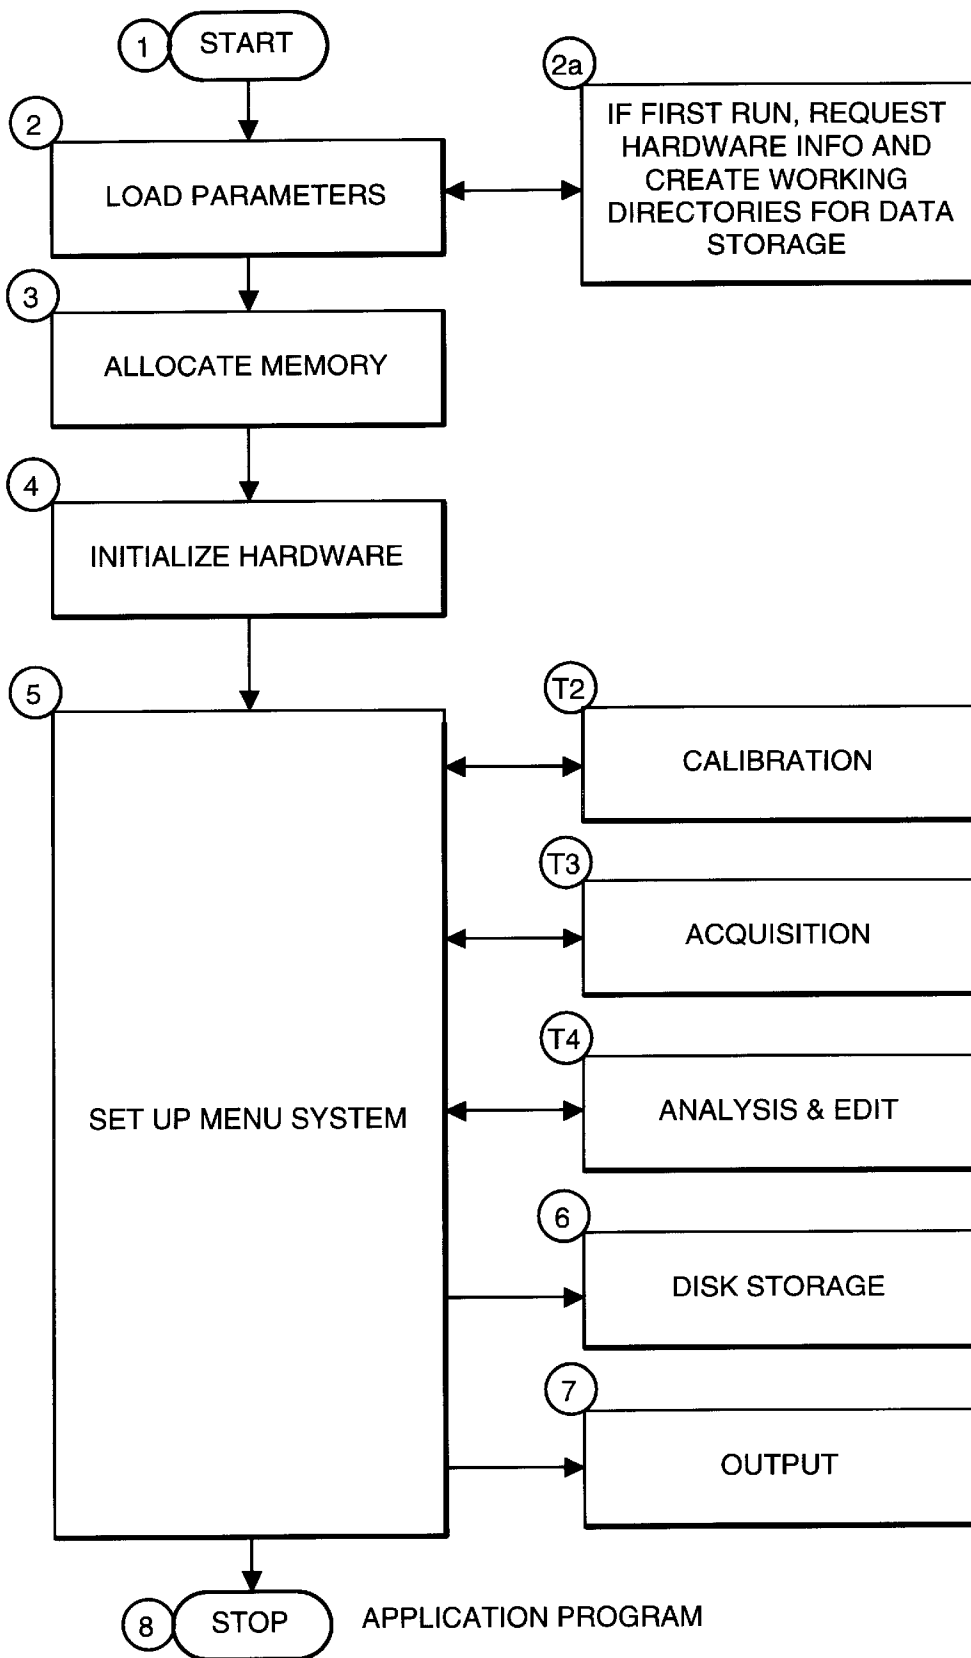 1
START
2a
IF FIRST RUN, REQUEST
HARDWARE INFO AND
CREATE WORKING
DIRECTORIES FOR DATA
STORAGE
2
LOAD PARAMETERS
3
ALLOCATE MEMORY
4
INITIALIZE HARDWARE
5
SET UP MENU SYSTEM
T2
CALIBRATION
T3
ACQUISITION
T4
ANALYSIS & EDIT
6
DISK STORAGE
7
OUTPUT
8
STOP
APPLICATION PROGRAM